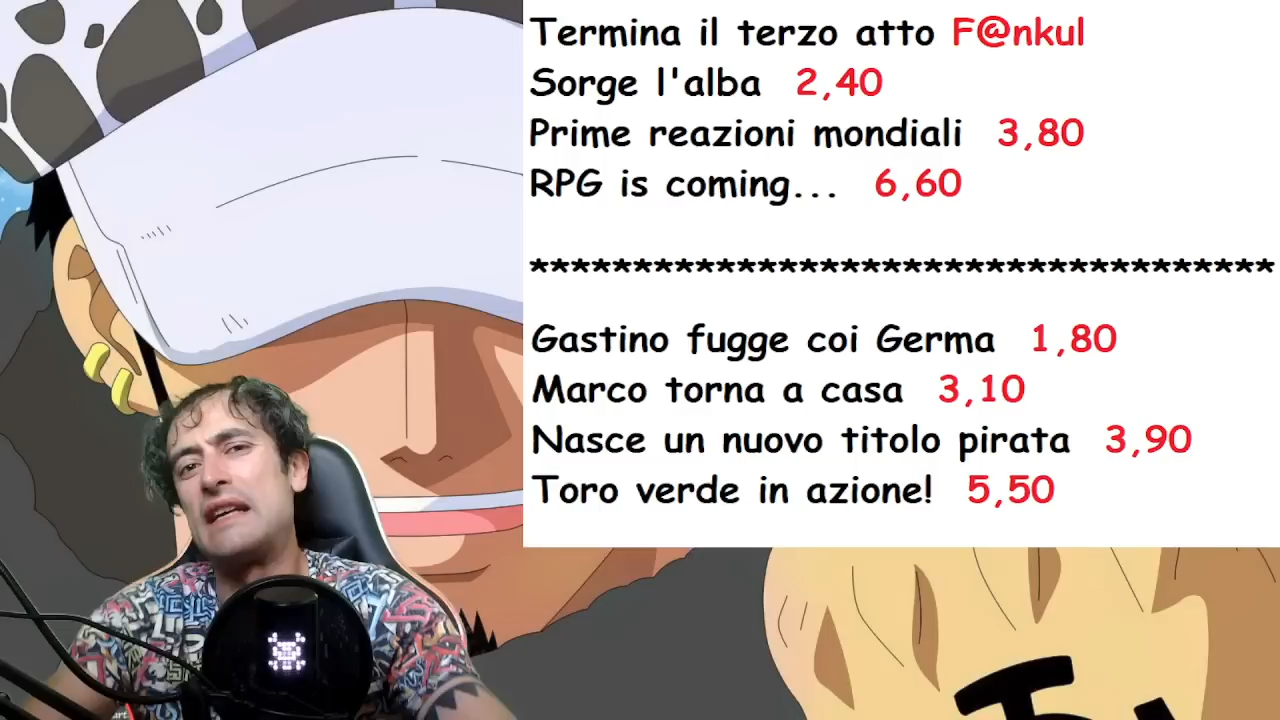 Termina il terzo atto F@nkul
Sorge l'alba 2,40
Prime reazioni mondiali 3,80
RPG is coming... 6,60
************************************
Gastino fugge coi Germa 1,80
Marco torna a casa 3,10
Nasce un nuovo titolo pirata 3,90
Toro verde in azione! 5,50